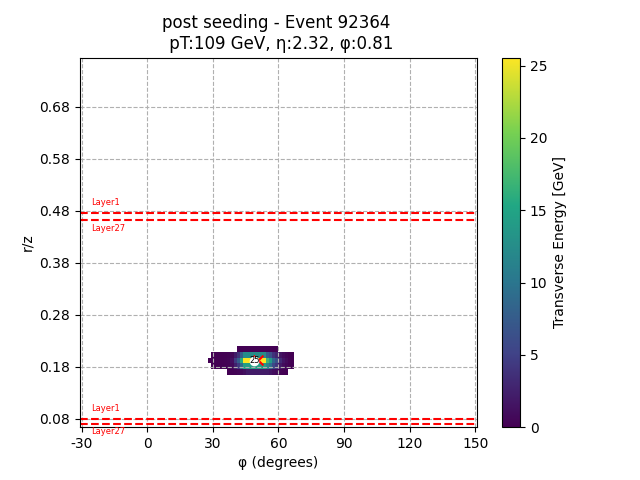 post seeding - Event 92364
pT:109 GeV, η:2.32, φ:0.81
0.68
0.58
0.48
0.38
0.28
0.18
0.08
r/z
Layer1
Layer27
25
Layer1
Layer27
-30
0
30
60
90
120
150
φ (degrees)
25
20
15
10
5
0
Transverse Energy [GeV]